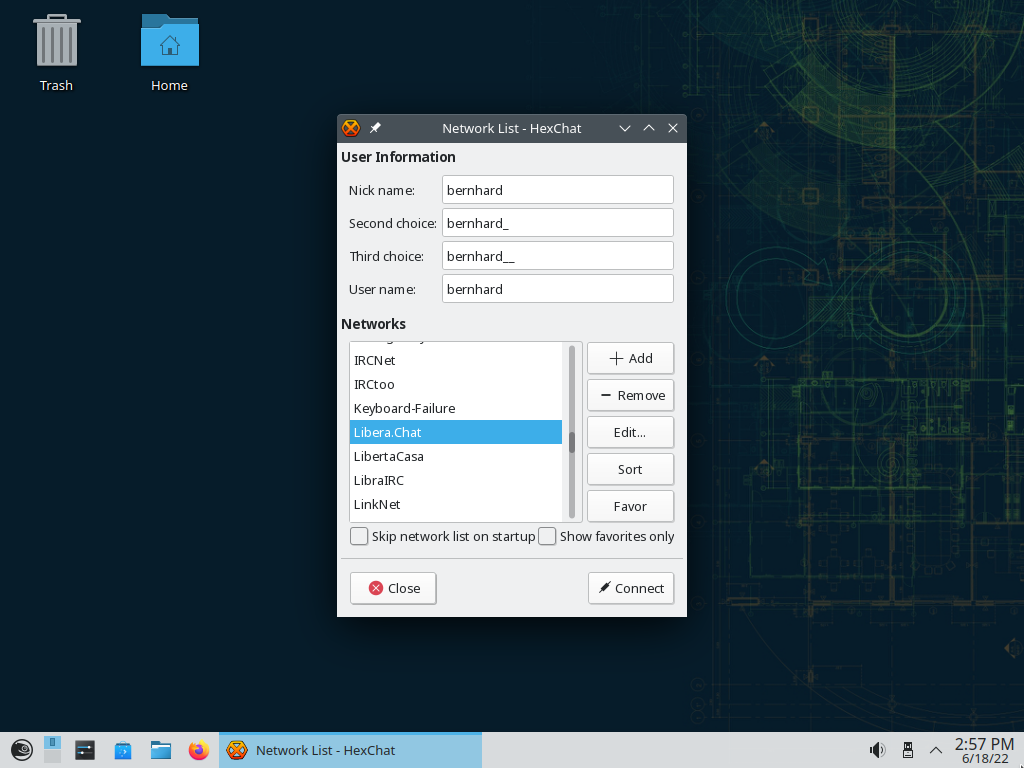 Trash
Home
Network List - HexChat
User Information
Nick name:
bernhard
Second choice:
bernhard_
Third choice:
bernhard__
User name:
bernhard
Networks
IRCNet
IRCtoo
Keyboard-Failure
Libera.Chat
LibertaCasa
LibraIRC
LinkNet
Add
Remove
Edit...
Sort
Favor
Skip network list on startup
Show favorites only
Close
Connect
Network List - HexChat
2:57 PM
6/18/22